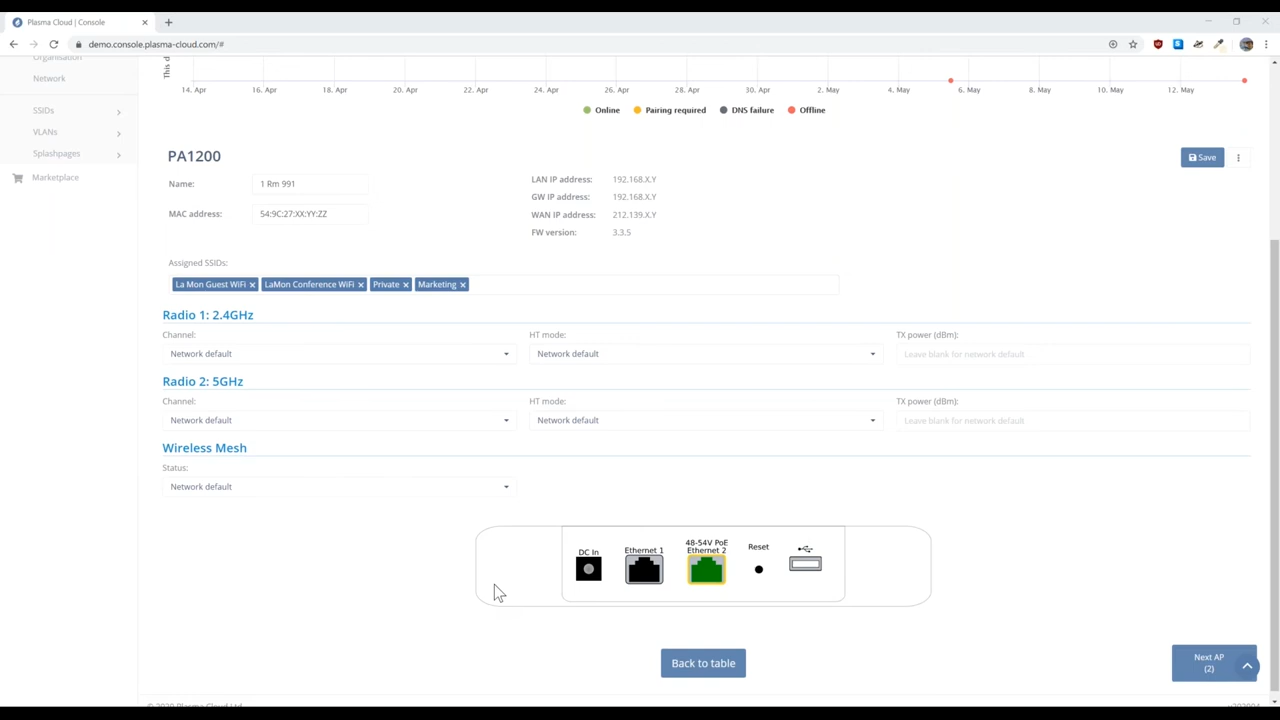 Plasma Cloud | Console
demo.console.plasma-cloud.com/#
Organisation
Network
SSIDs
VLANs
Splashpages
Marketplace
This d
14. Apr 16. Apr 18. Apr 20. Apr 22. Apr 24. Apr 26. Apr 28. Apr 30. Apr 2. May 4. May 6. May 8. May 10. May 12. May
Online Pairing required DNS failure Offline
PA1200
Save
Name: 1 Rm 991
MAC address: 54:9C:27:XX:YY:ZZ
LAN IP address: 192.168.X.Y
GW IP address: 192.168.X.Y
WAN IP address: 212.139.X.Y
FW version: 3.3.5
Assigned SSIDs:
La Mon Guest WiFi LaMon Conference WiFi Private Marketing
Radio 1: 2.4GHz
Channel: HT mode: TX power (dBm):
Network default Network default Leave blank for network default
Radio 2: 5GHz
Channel: HT mode: TX power (dBm):
Network default Network default Leave blank for network default
Wireless Mesh
Status:
Network default
DC In
Ethernet 1
48-54V PoE
Ethernet 2
Reset
Back to table
Next AP
(2)
© 2020 Plasma Cloud Ltd